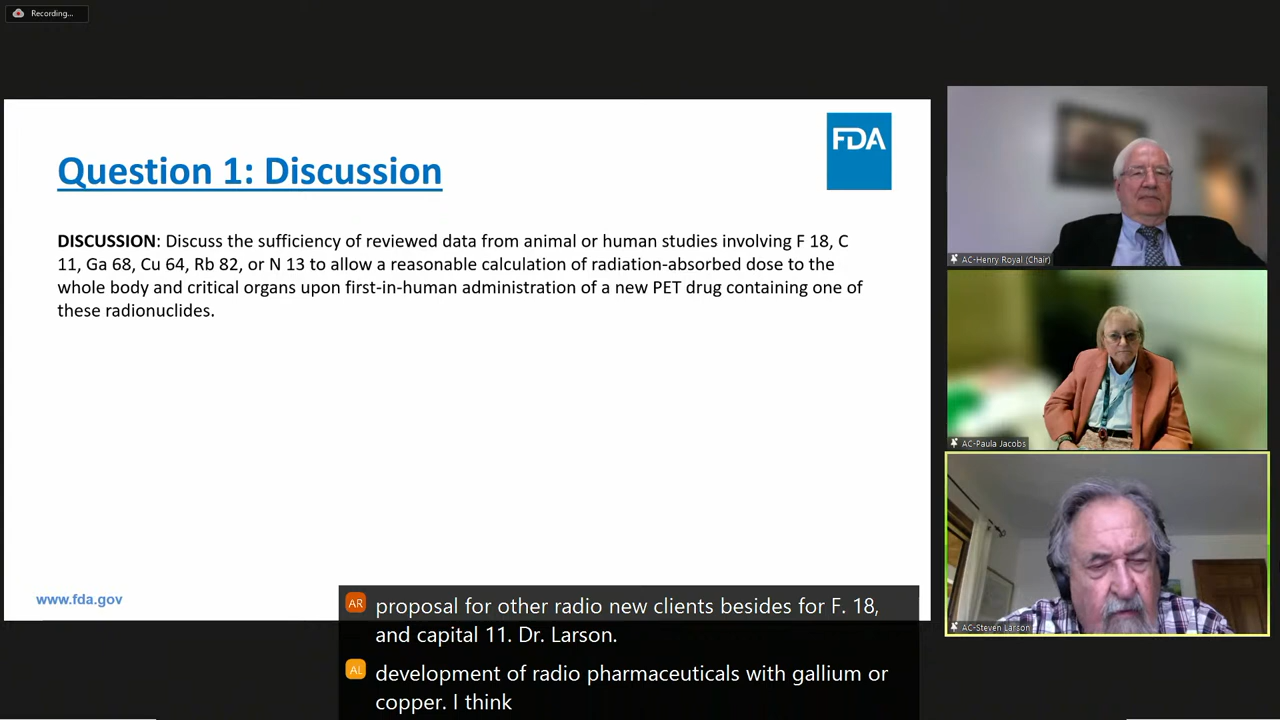 Recording...
FDA
Question 1: Discussion
DISCUSSION: Discuss the sufficiency of reviewed data from animal or human studies involving F 18, C
11, Ga 68, Cu 64, Rb 82, or N 13 to allow a reasonable calculation of radiation-absorbed dose to the
whole body and critical organs upon first-in-human administration of a new PET drug containing one of
these radionuclides.
www.fda.gov
AC-Henry Royal (Chair)
AC-Paula Jacobs
AC-Steven Larson
AR proposal for other radio new clients besides for F. 18,
and capital 11. Dr. Larson.
AL development of radio pharmaceuticals with gallium or
copper. I think